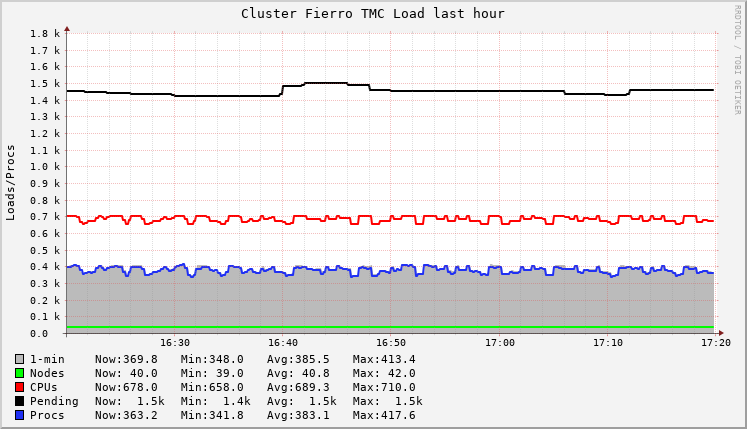 Cluster Fierro TMC Load last hour
RRDTOOL / TOBI OETIKER
Loads/Procs
1.8 k
1.7 k
1.6 k
1.5 k
1.4 k
1.3 k
1.2 k
1.1 k
1.0 k
0.9 k
0.8 k
0.7 k
0.6 k
0.5 k
0.4 k
0.3 k
0.2 k
0.1 k
0.0
16:30 16:40 16:50 17:00 17:10 17:20
1-min Now:369.8 Min:348.0 Avg:385.5 Max:413.4
Nodes Now: 40.0 Min: 39.0 Avg: 40.8 Max: 42.0
CPUs Now:678.0 Min:658.0 Avg:689.3 Max:710.0
Pending Now: 1.5k Min: 1.4k Avg: 1.5k Max: 1.5k
Procs Now:363.2 Min:341.8 Avg:383.1 Max:417.6